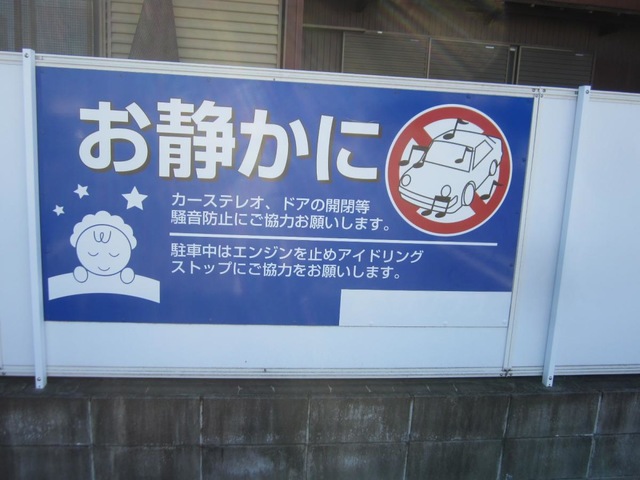 お静かに
カーステレオ、ドアの開閉等
騒音防止にご協力お願いします。
駐車中はエンジンを止めアイドリング
ストップにご協力をお願いします。